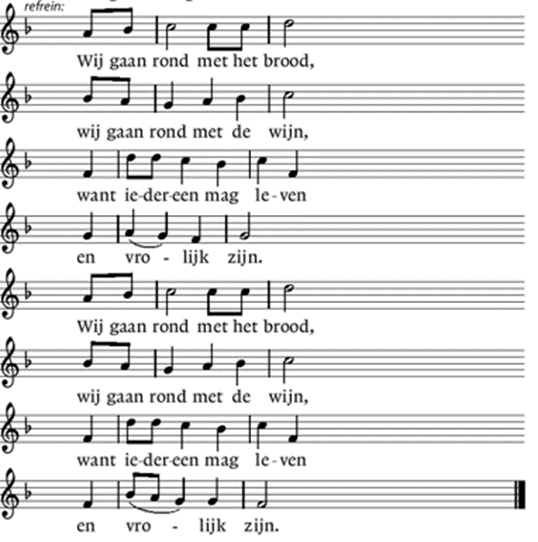 refrein:
Wij gaan rond met het brood,
wij gaan rond met de wijn,
want ie-der-een mag le-ven
en vro - lijk zijn.
Wij gaan rond met het brood,
wij gaan rond met de wijn,
want ie-der-een mag le-ven
en vro - lijk zijn.